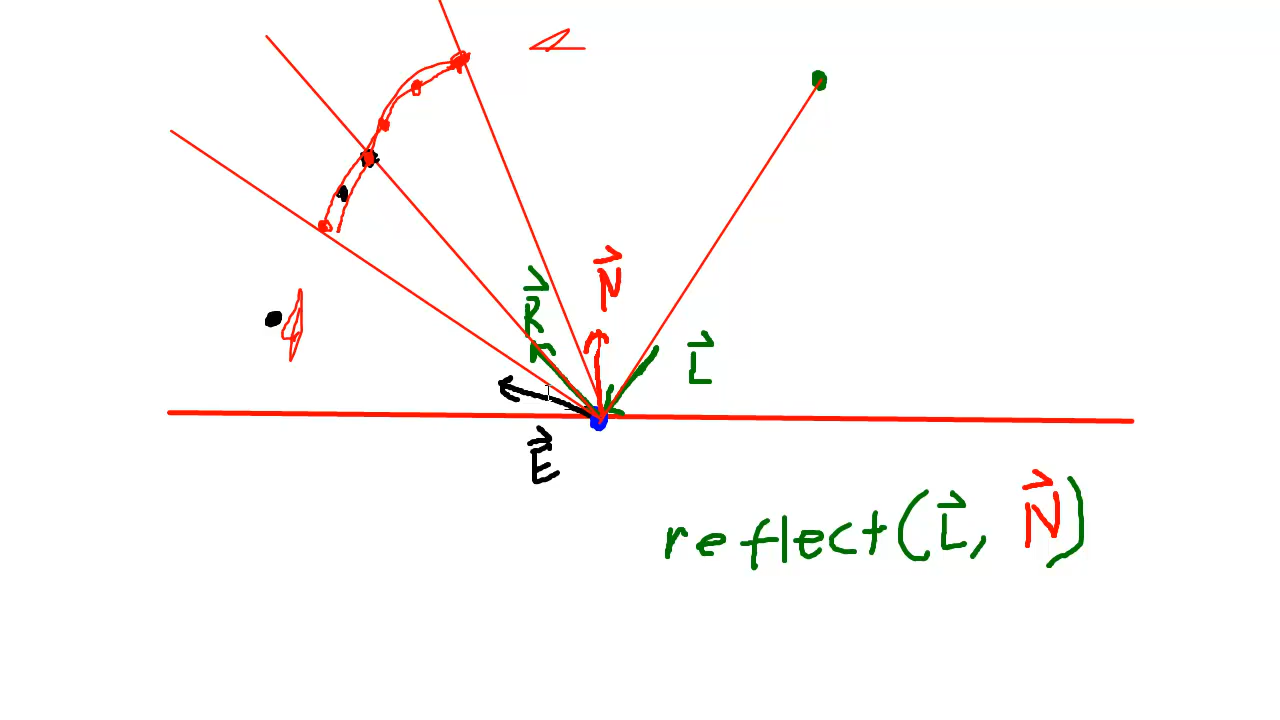 N⃗
R⃗
L⃗
E⃗
reflect(L⃗, N⃗)